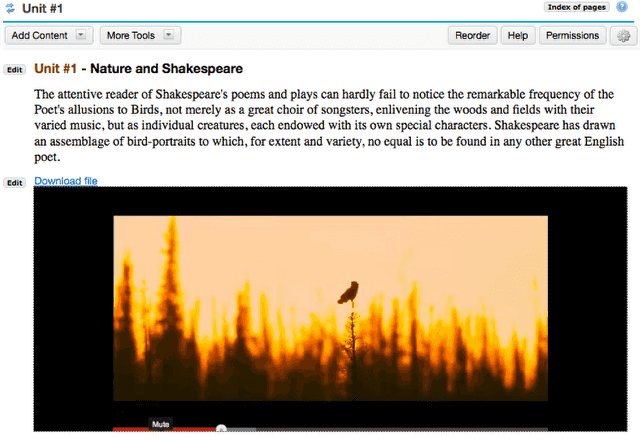 Unit #1
Index of pages
Add Content
More Tools
Reorder
Help
Permissions
Edit
Unit #1 - Nature and Shakespeare
The attentive reader of Shakespeare's poems and plays can hardly fail to notice the remarkable frequency of the
Poet's allusions to Birds, not merely as a great choir of songsters, enlivening the woods and fields with their
varied music, but as individual creatures, each endowed with its own special characters. Shakespeare has drawn
an assemblage of bird-portraits to which, for extent and variety, no equal is to be found in any other great English
poet.
Edit
Download file
Mute